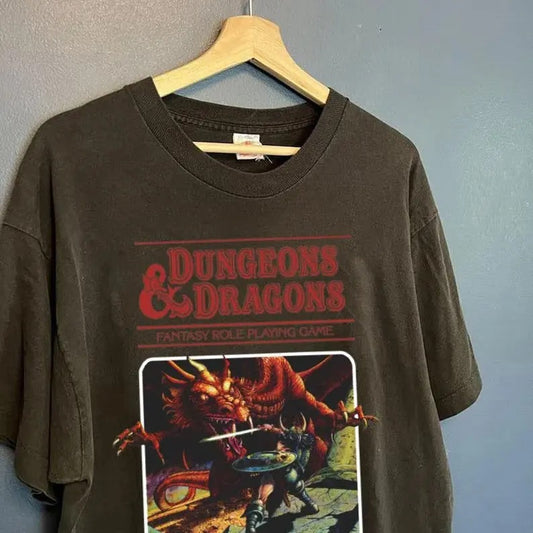 DUNGEONS
& DRAGONS
FANTASY ROLE-PLAYING GAME